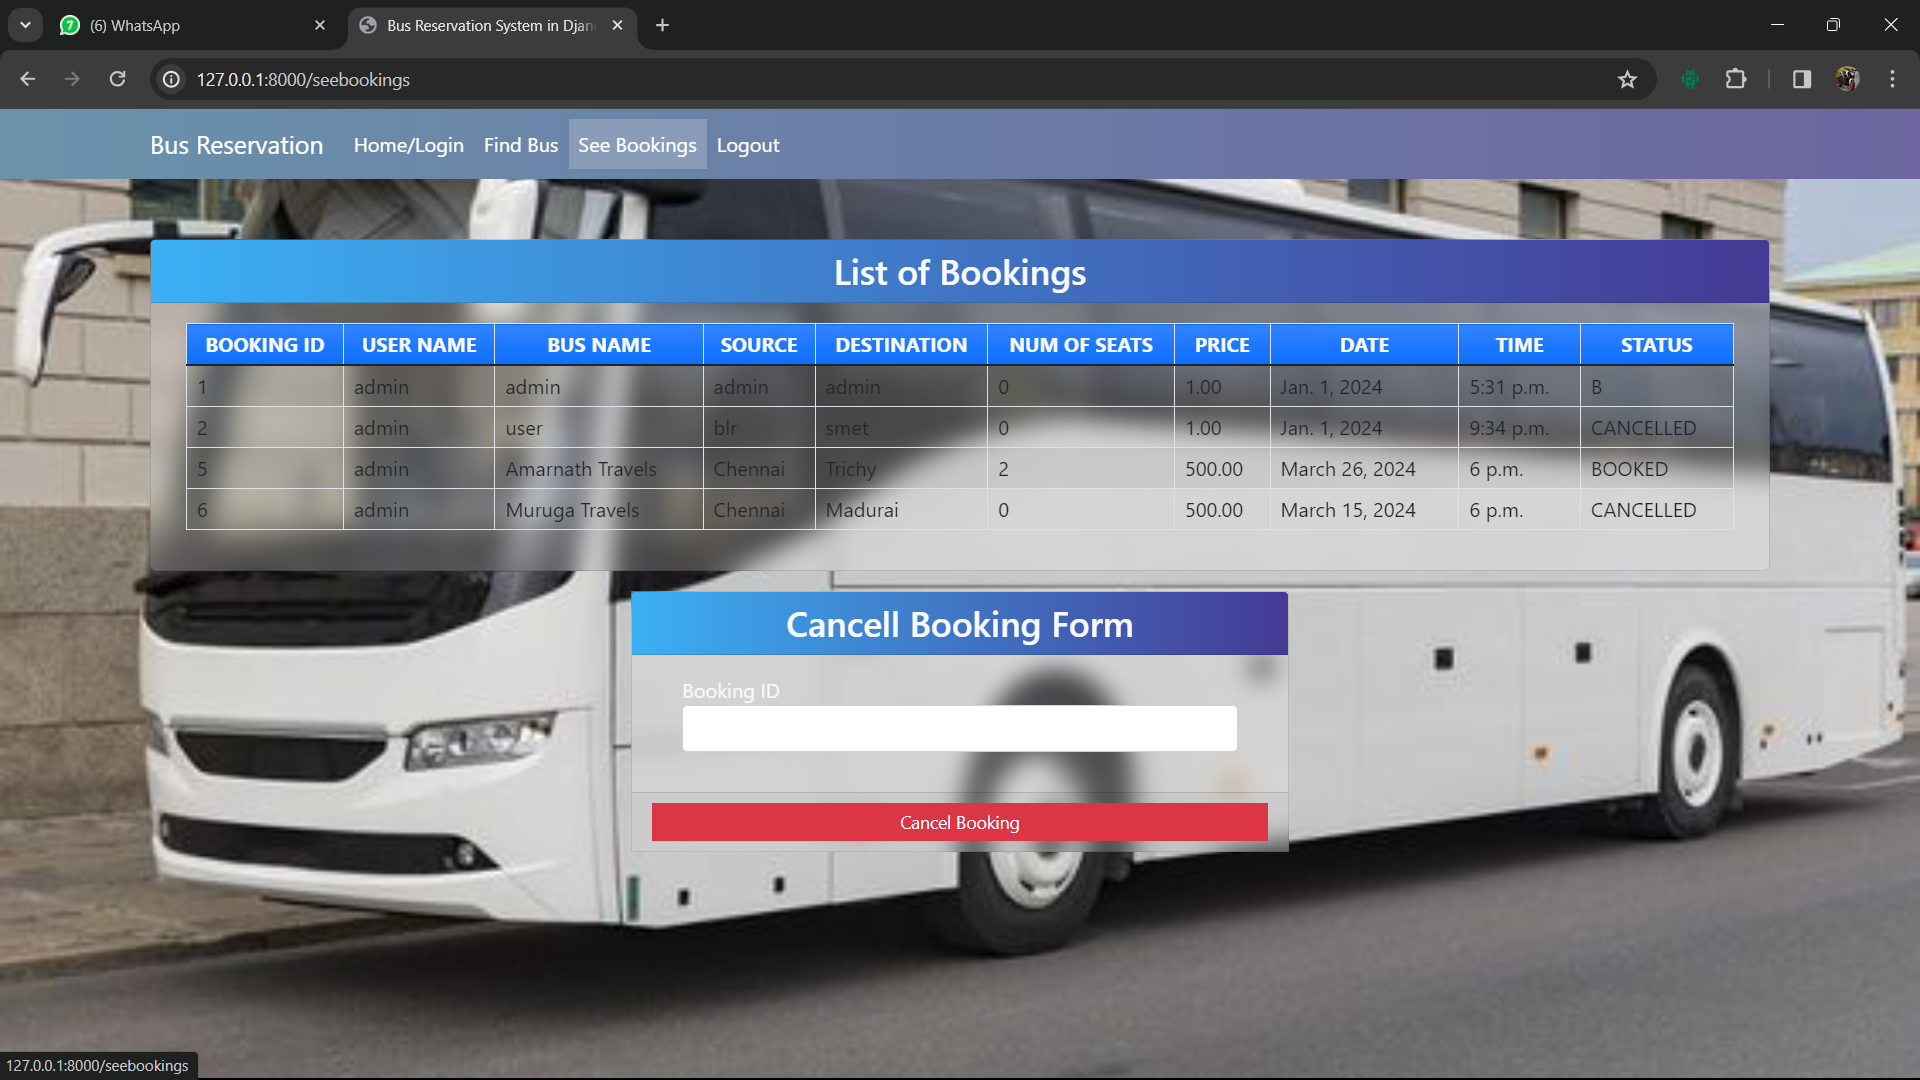 (6) WhatsApp
Bus Reservation System in Djan
127.0.0.1:8000/seebookings
Bus Reservation Home/Login Find Bus See Bookings Logout
List of Bookings
BOOKING ID USER NAME BUS NAME SOURCE DESTINATION NUM OF SEATS PRICE DATE TIME STATUS
1 admin admin admin admin 0 1.00 Jan. 1, 2024 5:31 p.m. B
2 admin user blr smet 0 1.00 Jan. 1, 2024 9:34 p.m. CANCELLED
5 admin Amarnath Travels Chennai Trichy 2 500.00 March 26, 2024 6 p.m. BOOKED
6 admin Muruga Travels Chennai Madurai 0 500.00 March 15, 2024 6 p.m. CANCELLED
Cancell Booking Form
Booking ID
Cancel Booking
127.0.0.1:8000/seebookings